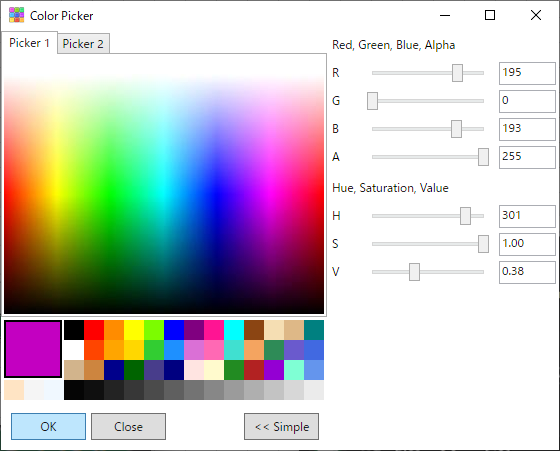 Color Picker
Picker 1
Picker 2
Red, Green, Blue, Alpha
R 195
G 0
B 193
A 255
Hue, Saturation, Value
H 301
S 1.00
V 0.38
OK
Close
<< Simple